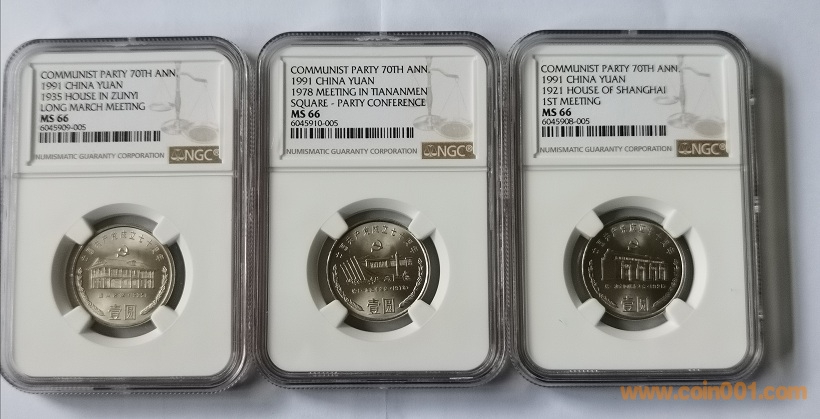 COMMUNIST PARTY 70TH ANN.
1991 CHINA YUAN
1935 HOUSE IN ZUNYI
LONG MARCH MEETING
MS 66
6045909-005
NUMISMATIC GUARANTY CORPORATION
NGC®
壹圆
COMMUNIST PARTY 70TH ANN.
1991 CHINA YUAN
1978 MEETING IN TIANANMEN
SQUARE - PARTY CONFERENCE
MS 66
6045910-005
NUMISMATIC GUARANTY CORPORATION
NGC®
壹圆
COMMUNIST PARTY 70TH ANN.
1991 CHINA YUAN
1921 HOUSE OF SHANGHAI
1ST MEETING
MS 66
6045908-005
NUMISMATIC GUARANTY CORPORATION
NGC®
壹圆
www.coin001.com